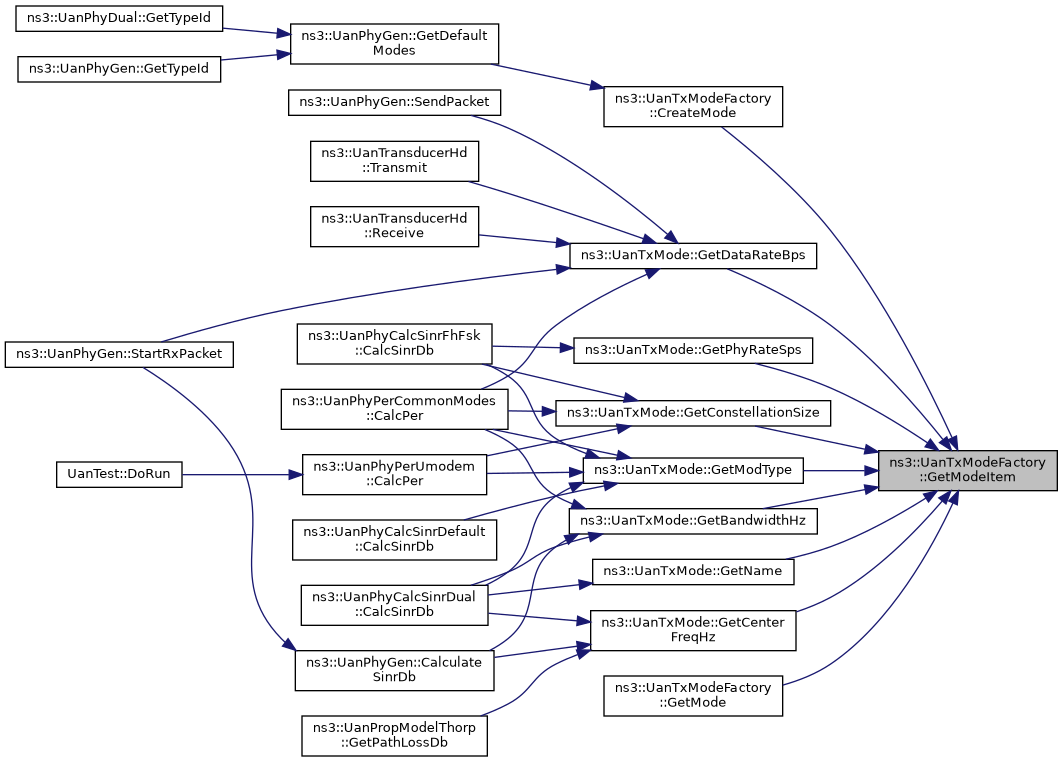 ns3::UanPhyDual::GetTypeId
ns3::UanPhyGen::GetTypeId
ns3::UanPhyGen::GetDefault
Modes
ns3::UanTxModeFactory
::CreateMode
ns3::UanPhyGen::SendPacket
ns3::UanTransducerHd
::Transmit
ns3::UanTransducerHd
::Receive
ns3::UanTxMode::GetDataRateBps
ns3::UanPhyGen::StartRxPacket
ns3::UanPhyCalcSinrFhFsk
::CalcSinrDb
ns3::UanTxMode::GetPhyRateSps
ns3::UanPhyPerCommonModes
::CalcPer
ns3::UanTxMode::GetConstellationSize
UanTest::DoRun
ns3::UanPhyPerUmodem
::CalcPer
ns3::UanTxMode::GetModType
ns3::UanTxModeFactory
::GetModeItem
ns3::UanPhyCalcSinrDefault
::CalcSinrDb
ns3::UanTxMode::GetBandwidthHz
ns3::UanTxMode::GetName
ns3::UanPhyCalcSinrDual
::CalcSinrDb
ns3::UanTxMode::GetCenter
FreqHz
ns3::UanPhyGen::Calculate
SinrDb
ns3::UanTxModeFactory
::GetMode
ns3::UanPropModelThorp
::GetPathLossDb